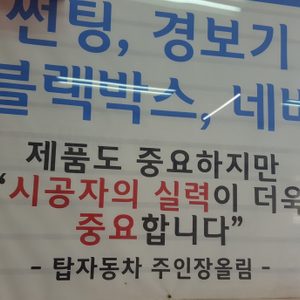 썬팅, 경보기
블랙박스, 네비
제품도 중요하지만
“시공자의 실력이 더욱
중요합니다”
- 탑자동차 주인장올림 -